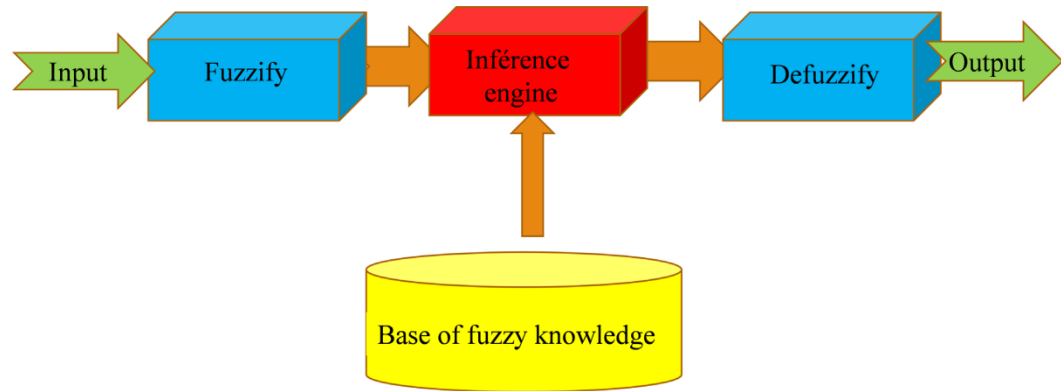 Input
Fuzzify
Inférence
engine
Defuzzify
Output
Base of fuzzy knowledge